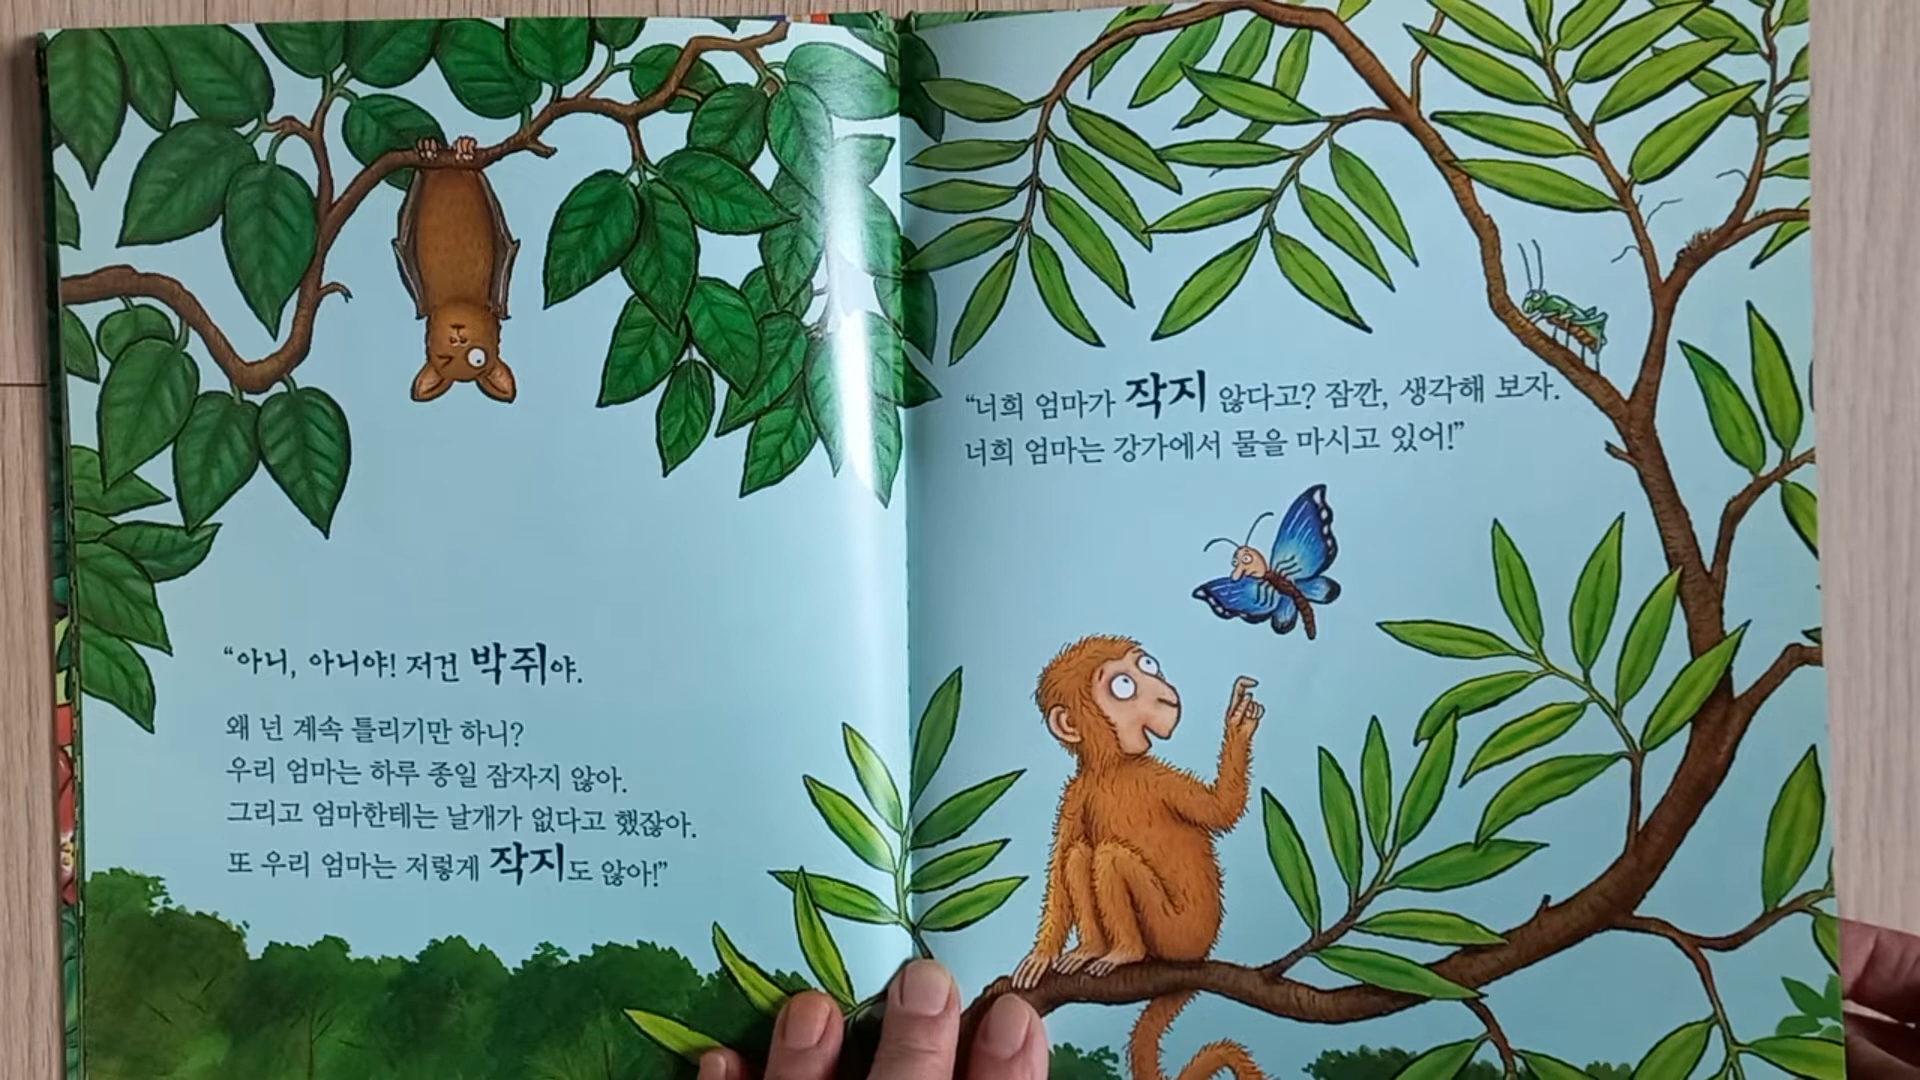 “아니, 아니야! 저건 박쥐야.
왜 넌 계속 틀리기만 하니?
우리 엄마는 하루 종일 잠자지 않아.
그리고 엄마한테는 날개가 없다고 했잖아.
또 우리 엄마는 저렇게 작지도 않아!”
“너희 엄마가 작지 않다고? 잠깐, 생각해 보자.
너희 엄마는 강가에서 물을 마시고 있어!”